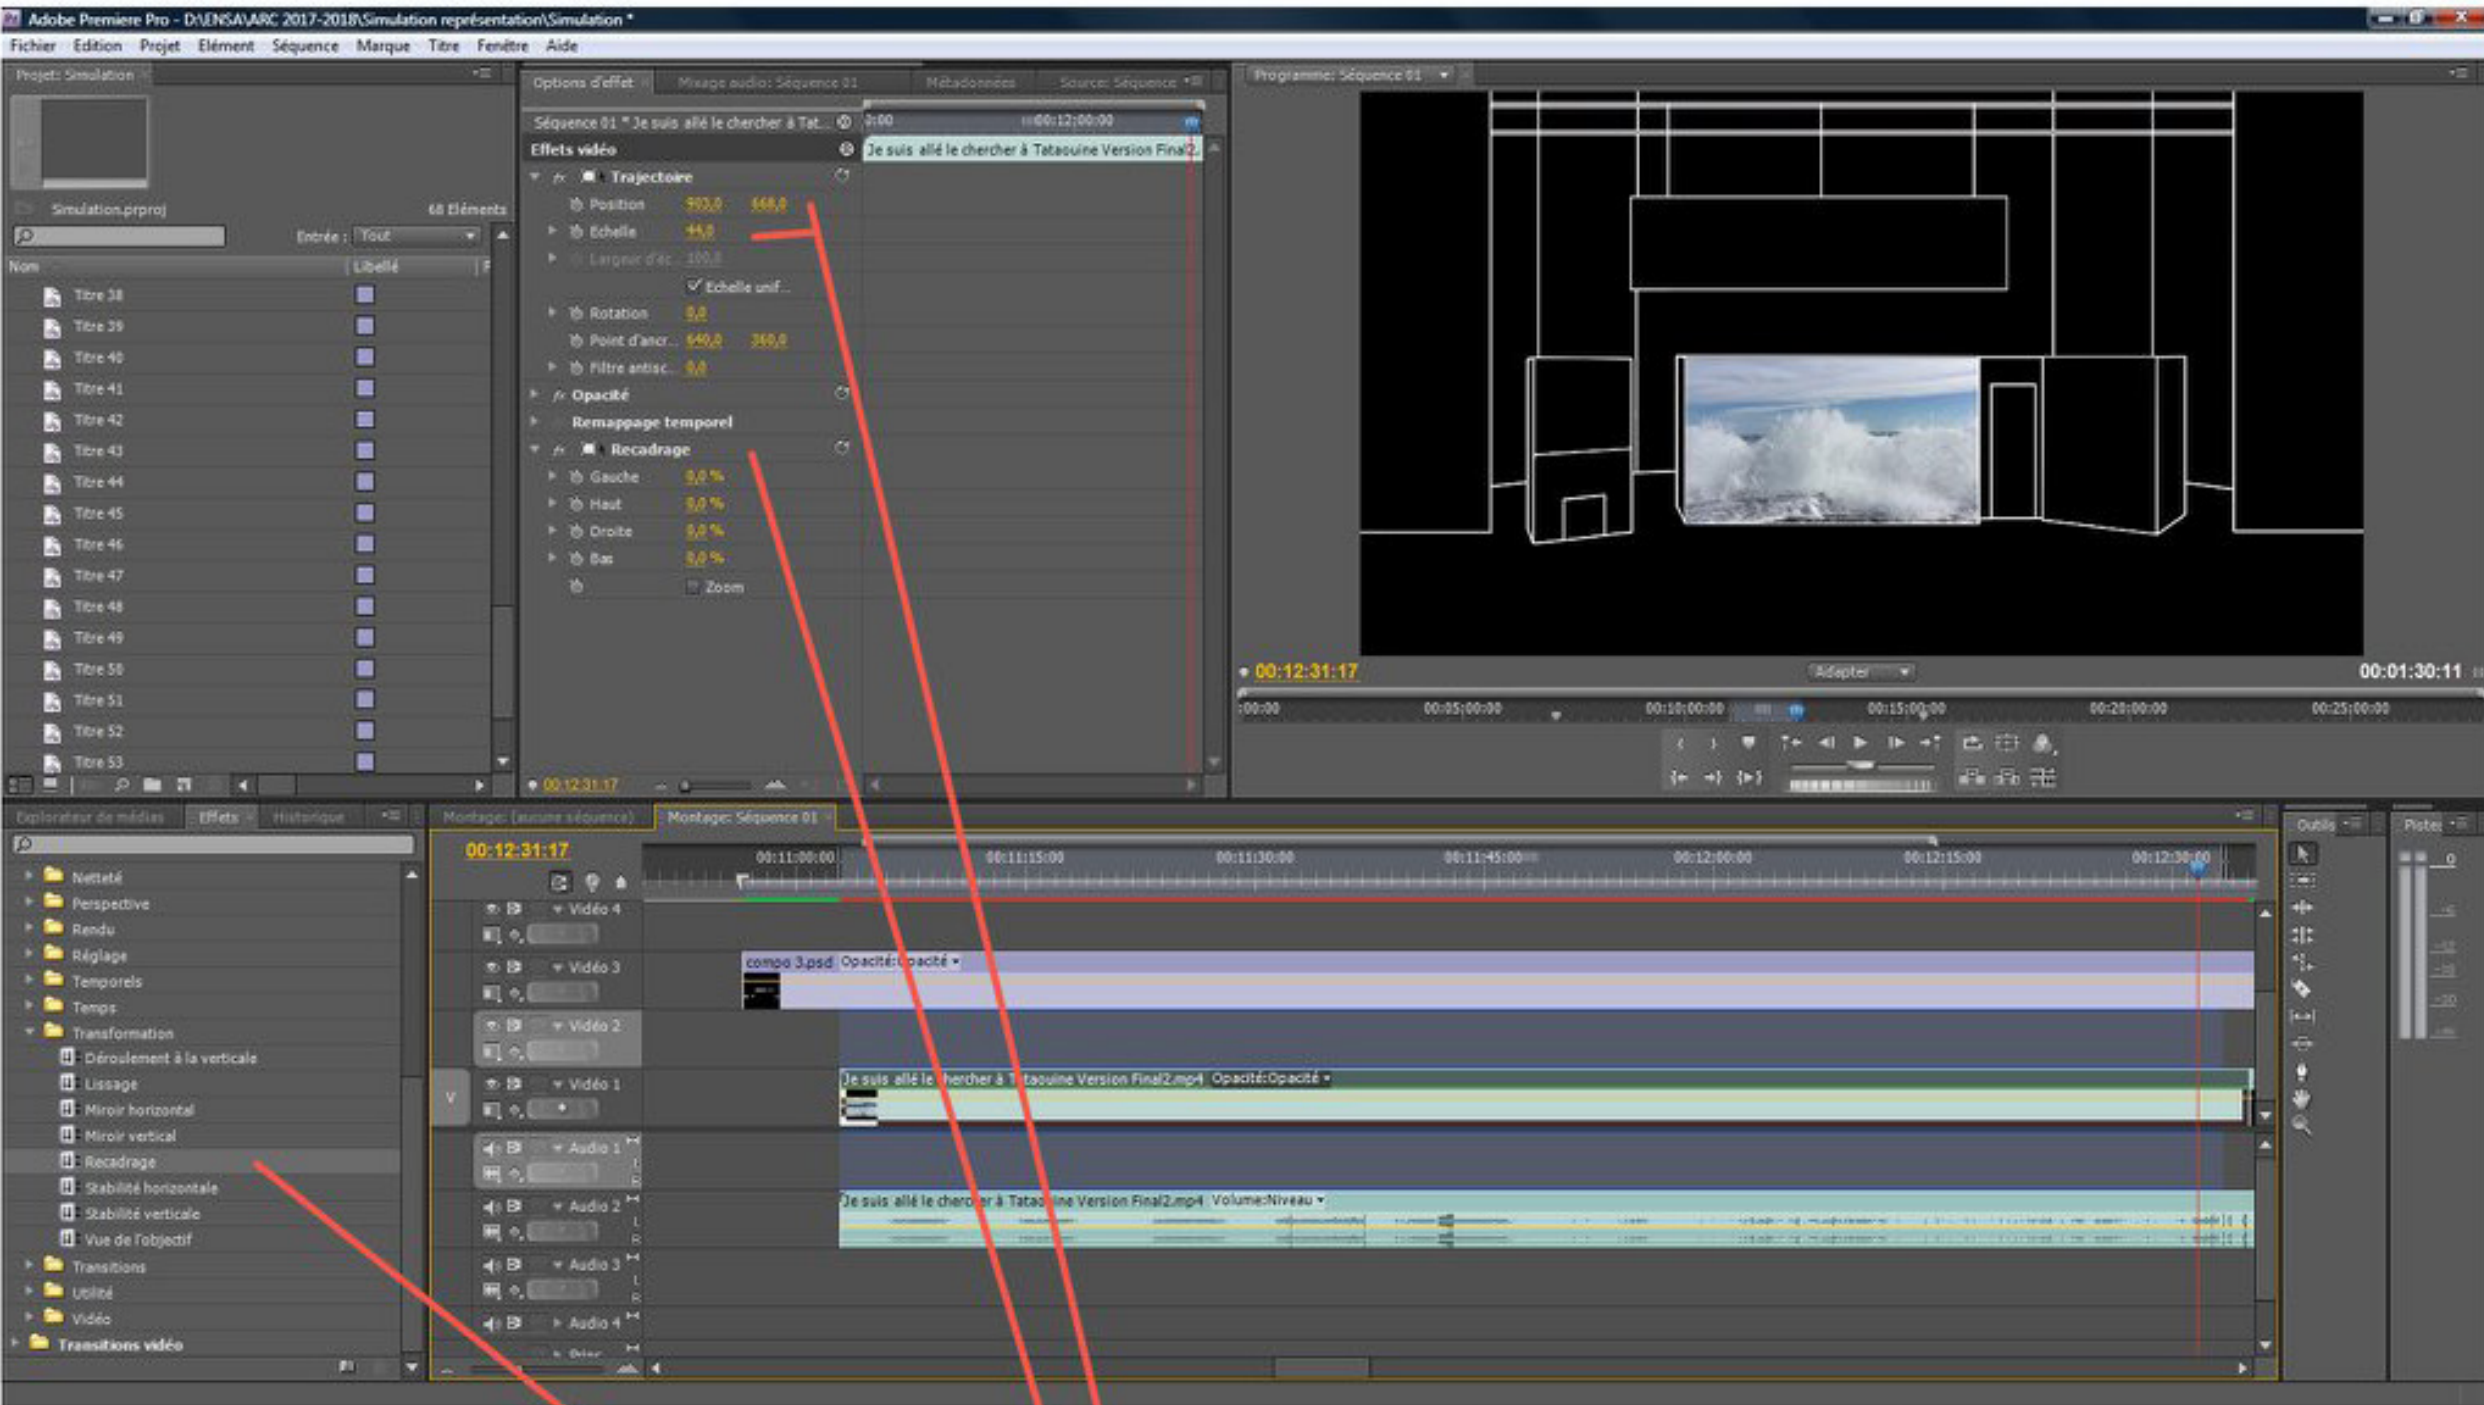 Adobe Premiere Pro - D:\ENSA\ARC 2017-2018\Simulation représentation\Simulation *
Fichier Edition Projet Elément Séquence Marque Titre Fenêtre Aide
Projet: Simulation
Simulation.prproj
68 Eléments
Entrée : Tout
Nom Libellé
Titre 38
Titre 39
Titre 40
Titre 41
Titre 42
Titre 43
Titre 44
Titre 45
Titre 46
Titre 47
Titre 48
Titre 49
Titre 50
Titre 51
Titre 52
Titre 53
Options d'effet Mixage audio: Séquence 01 Métadonnées Source: Séquence
Séquence 01 * Je suis allé le chercher à Tat... 0:00 00:12:00:00
Effets vidéo Je suis allé le chercher à Tataouine Version Final2.
Trajectoire
Position 903,0 668,0
Echelle 44,0
Largeur d'éc... 100,0
Echelle unif...
Rotation 0,0
Point d'ancr... 640,0 360,0
Filtre antisc... 0,0
Opacité
Remappage temporel
Recadrage
Gauche 0,0 %
Haut 0,0 %
Droite 0,0 %
Bas 0,0 %
Zoom
00:12:31:17
Programme: Séquence 01
00:12:31:17 Adapter 00:01:30:11
:00:00 00:05:00:00 00:10:00:00 00:15:00:00 00:20:00:00 00:25:00:00
Explorateur de médias Effets Historique
Netteté
Perspective
Rendu
Réglage
Temporels
Temps
Transformation
Déroulement à la verticale
Lissage
Miroir horizontal
Miroir vertical
Recadrage
Stabilité horizontale
Stabilité verticale
Vue de l'objectif
Transitions
Utilité
Vidéo
Transitions vidéo
Montage: (aucune séquence) Montage: Séquence 01
00:12:31:17
00:11:00:00 00:11:15:00 00:11:30:00 00:11:45:00 00:12:00:00 00:12:15:00 00:12:30:00
Vidéo 4
Vidéo 3
compo 3.psd Opacité:Opacité
Vidéo 2
V Vidéo 1
Je suis allé le chercher à Tataouine Version Final2.mp4 Opacité:Opacité
Audio 1
L
R
Audio 2
L
R
Je suis allé le chercher à Tataouine Version Final2.mp4 Volume:Niveau
Audio 3
L
R
Audio 4
Outils
Pistes
0